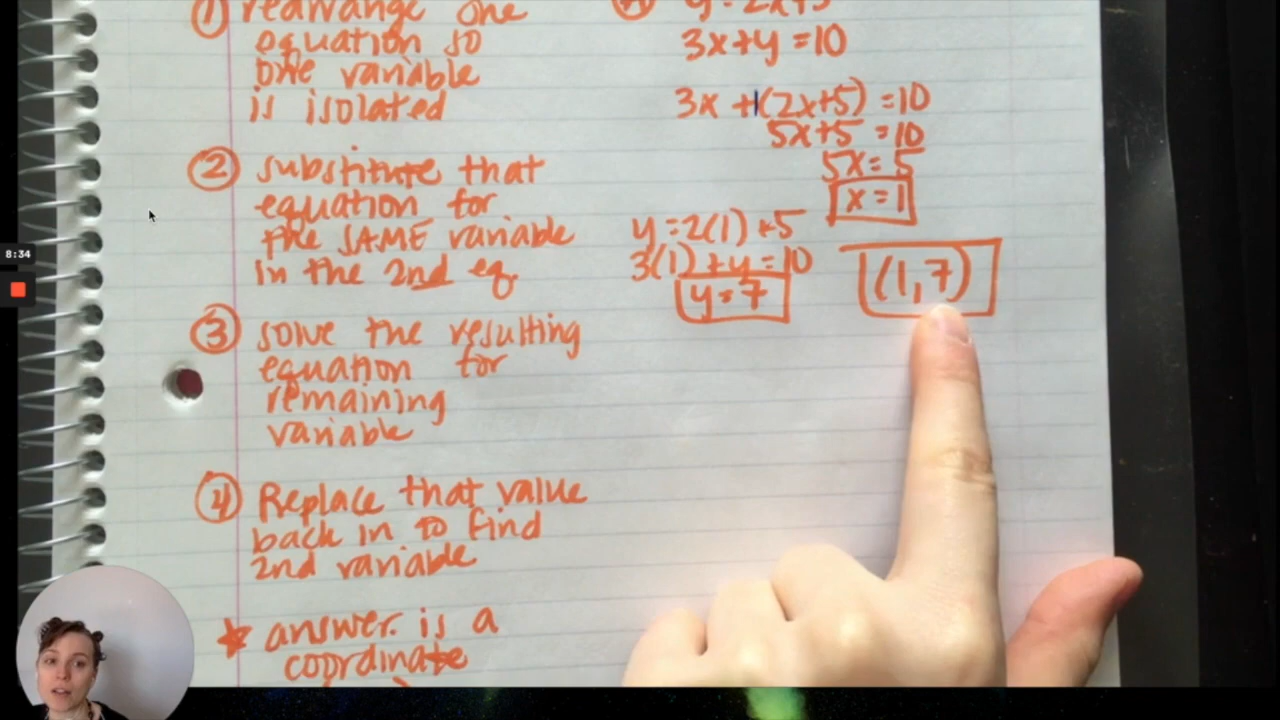 ① rearrange one
equation so
one variable
is isolated
② substitute that
equation for
the SAME variable
in the 2nd eq.
③ solve the resulting
equation for
remaining
variable
④ Replace that value
back in to find
2nd variable
★ answer is a
coordinate
A y=2x+5
3x+y=10
3x+1(2x+5)=10
5x+5=10
5x=5
x=1
y=2(1)+5
3(1)+y=10
y=7
(1,7)
8:34